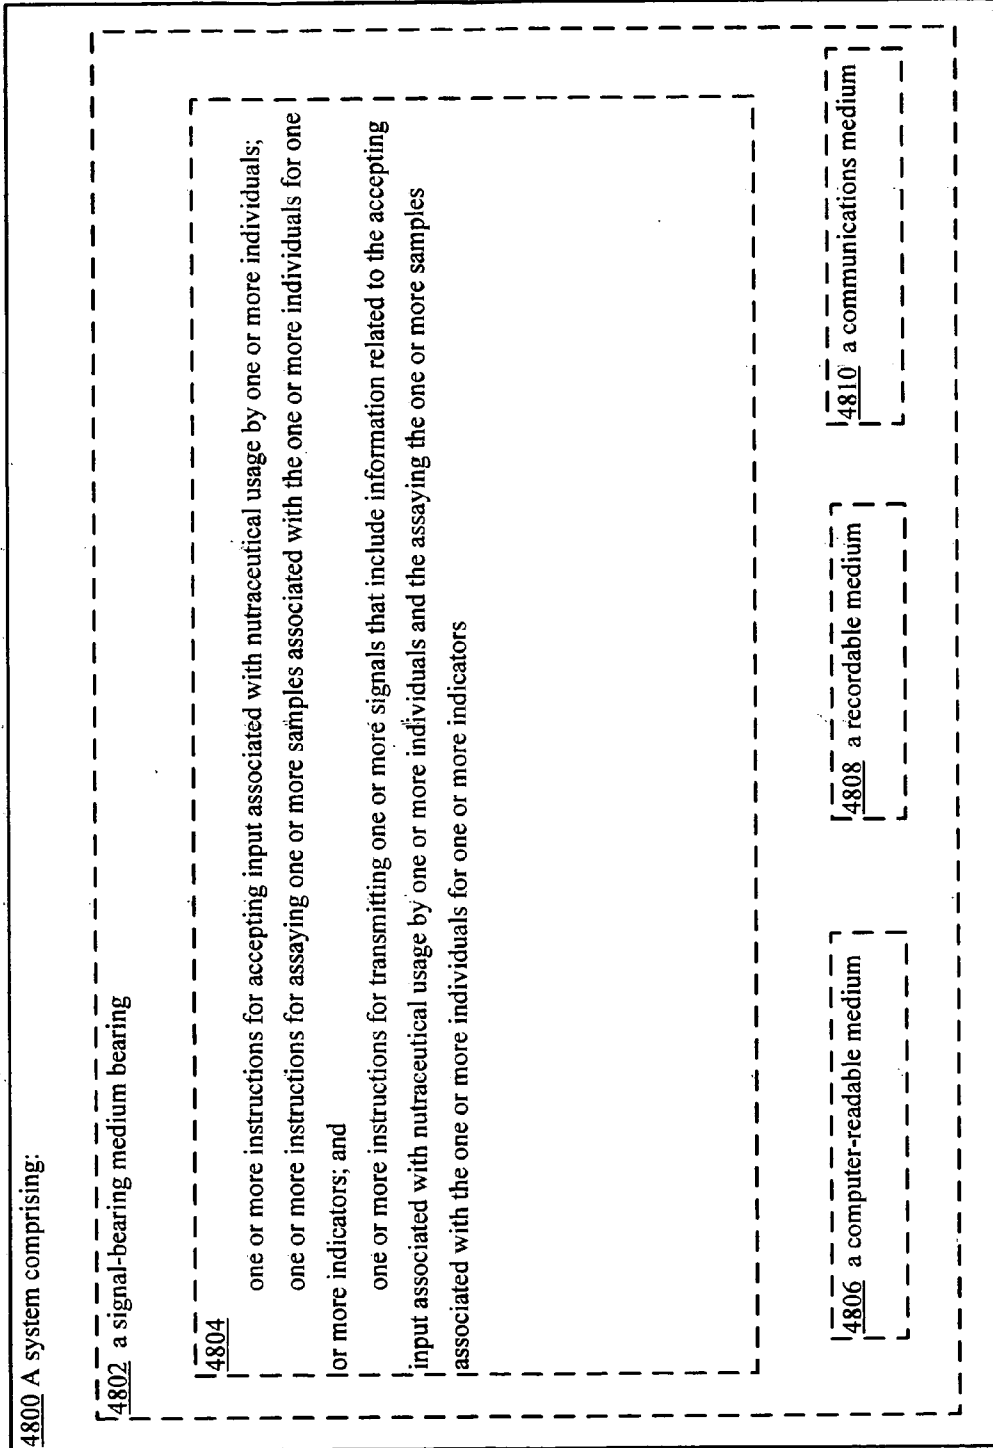 4800 A system comprising:
4802 a signal-bearing medium bearing
4804
one or more instructions for accepting input associated with nutraceutical usage by one or more individuals;
one or more instructions for assaying one or more samples associated with the one or more individuals for one
or more indicators; and
one or more instructions for transmitting one or more signals that include information related to the accepting
input associated with nutraceutical usage by one or more individuals and the assaying the one or more samples
associated with the one or more individuals for one or more indicators
4806 a computer-readable medium
4808 a recordable medium
4810 a communications medium